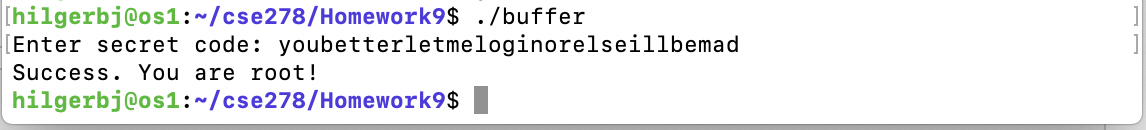 [hilgerbj@os1:~/cse278/Homework9$ ./buffer ]
[Enter secret code: youbetterletmeloginorelseillbemad ]
Success. You are root!
hilgerbj@os1:~/cse278/Homework9$